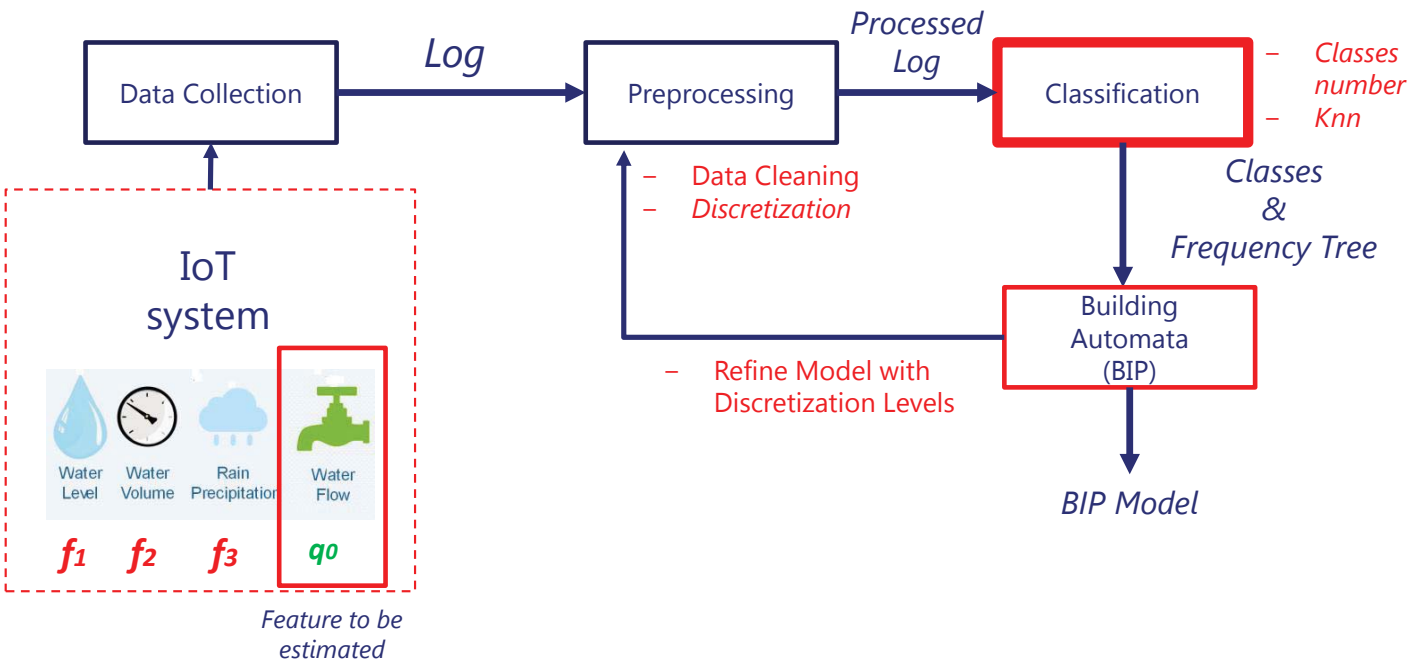 Data Collection
Log
Preprocessing
Processed
Log
Classification
– Classes
number
– Knn
– Data Cleaning
– Discretization
Classes
&
Frequency Tree
IoT
system
Building
Automata
(BIP)
– Refine Model with
Discretization Levels
Water
Level
Water
Volume
Rain
Precipitation
Water
Flow
BIP Model
f1
f2
f3
q0
Feature to be
estimated